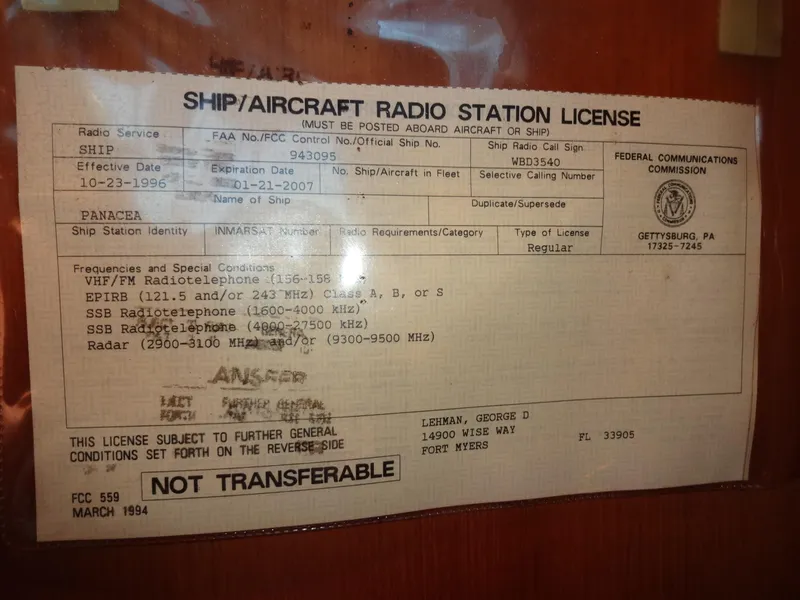 SHIP/AIRCRAFT RADIO STATION LICENSE
(MUST BE POSTED ABOARD AIRCRAFT OR SHIP)
Radio Service FAA No./FCC Control No./Official Ship No. Ship Radio Call Sign
SHIP 943095 WBD3540
Effective Date Expiration Date No. Ship/Aircraft in Fleet Selective Calling Number
10-23-1996 01-21-2007
Name of Ship Duplicate/Supersede
PANACEA
Ship Station Identity INMARSAT Number Radio Requirements/Category Type of License
Regular
FEDERAL COMMUNICATIONS
COMMISSION
GETTYSBURG, PA
17325-7245
Frequencies and Special Conditions
VHF/FM Radiotelephone (156-158
EPIRB (121.5 and/or 243 MHz) Class A, B, or S
SSB Radiotelephone (1600-4000 kHz)
SSB Radiotelephone (4000-27500 kHz)
Radar (2900-3100 MHz) and/or (9300-9500 MHz)
ANSFER
FURTHER GENERAL
FORTH
THIS LICENSE SUBJECT TO FURTHER GENERAL
CONDITIONS SET FORTH ON THE REVERSE SIDE
LEHMAN, GEORGE D
14900 WISE WAY
FORT MYERS FL 33905
NOT TRANSFERABLE
FCC 559
MARCH 1994